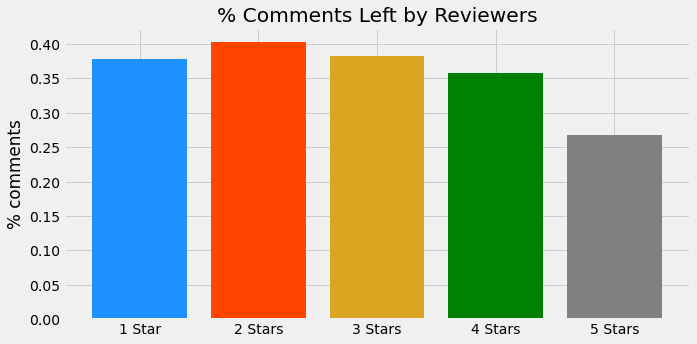 % Comments Left by Reviewers
% comments
0.40
0.35
0.30
0.25
0.20
0.15
0.10
0.05
0.00
1 Star
2 Stars
3 Stars
4 Stars
5 Stars